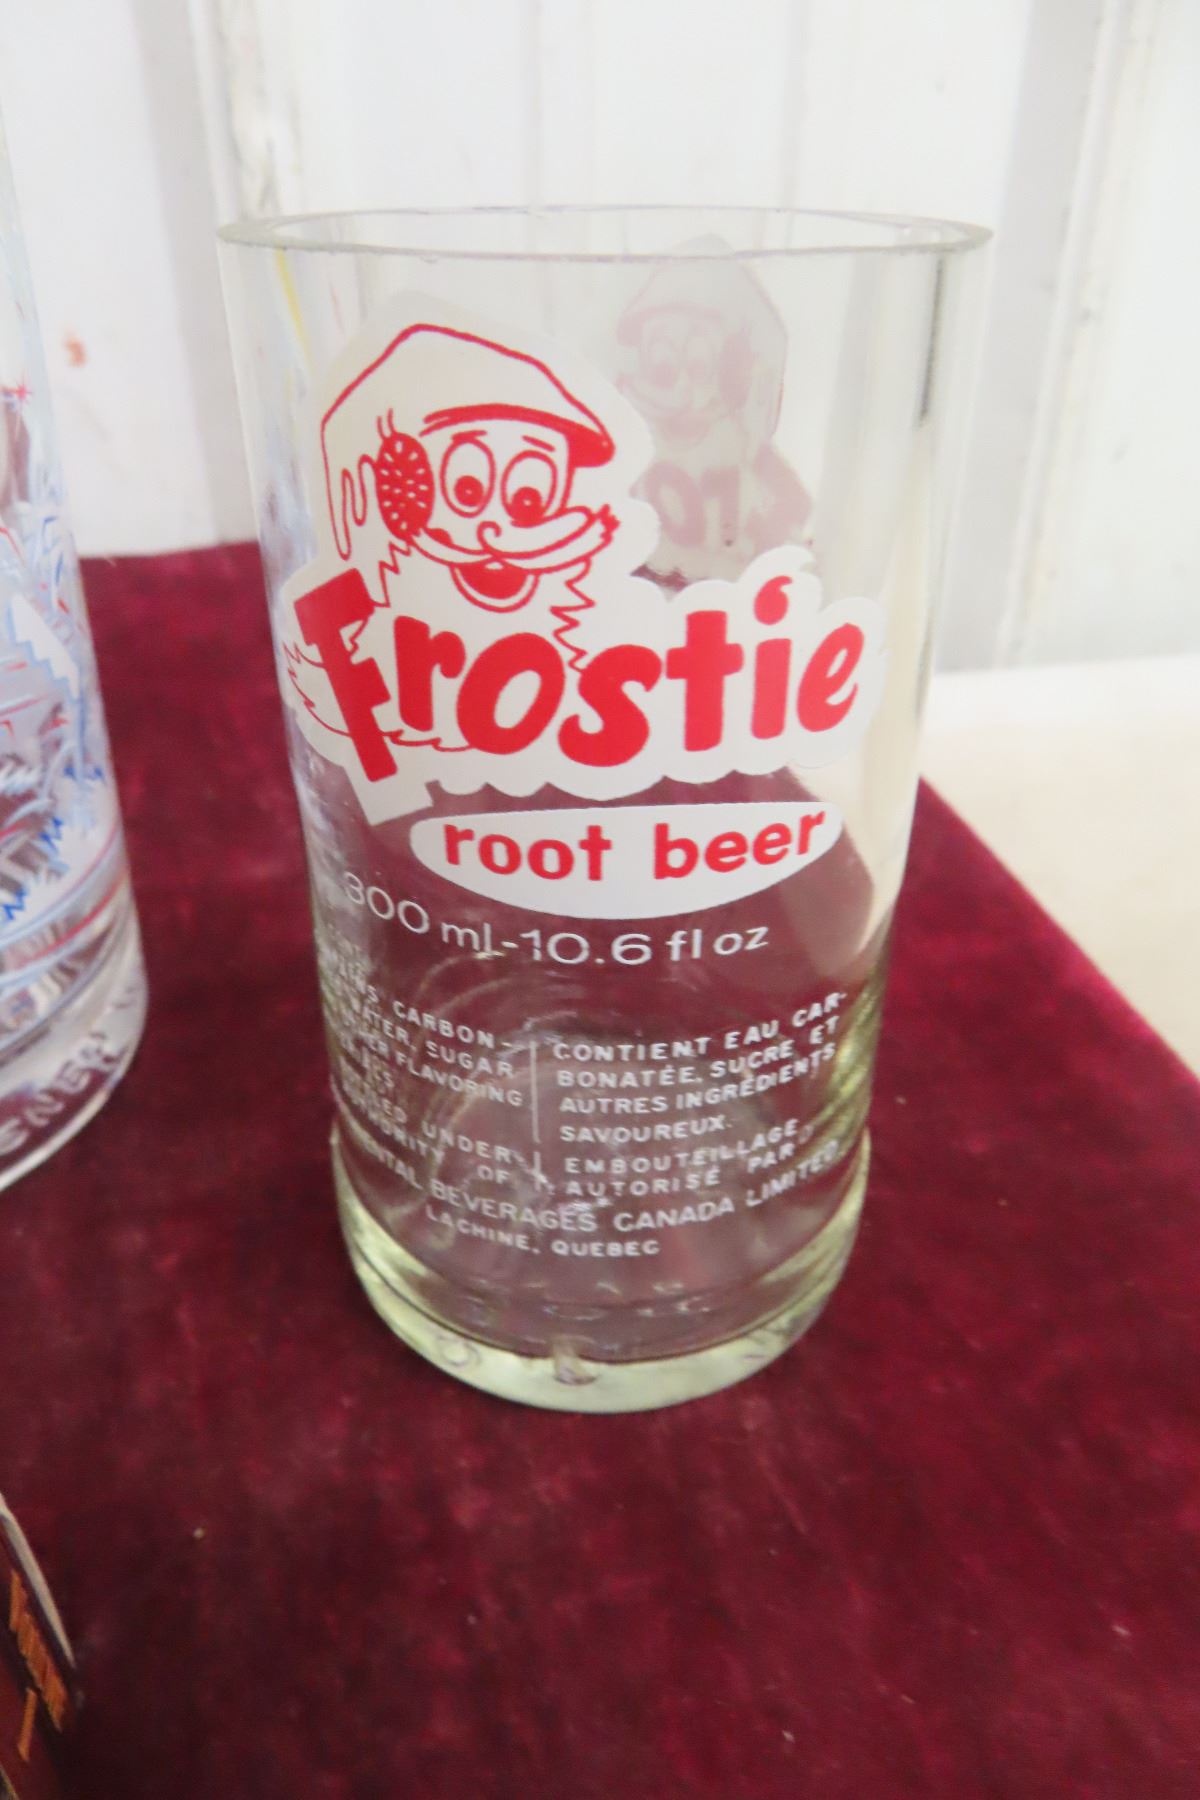 Frostie
root beer
300 ml-10.6 fl oz
CARBON-
WATER, SUGAR
FLAVORING
UNDER
AUTHORITY OF
CONTIENT EAU CAR-
BONATÉE, SUCRE ET
AUTRES INGRÉDIENTS
SAVOUREUX.
EMBOUTEILLAGE
AUTORISÉ PAR
BEVERAGES CANADA LIMITED
LACHINE, QUEBEC